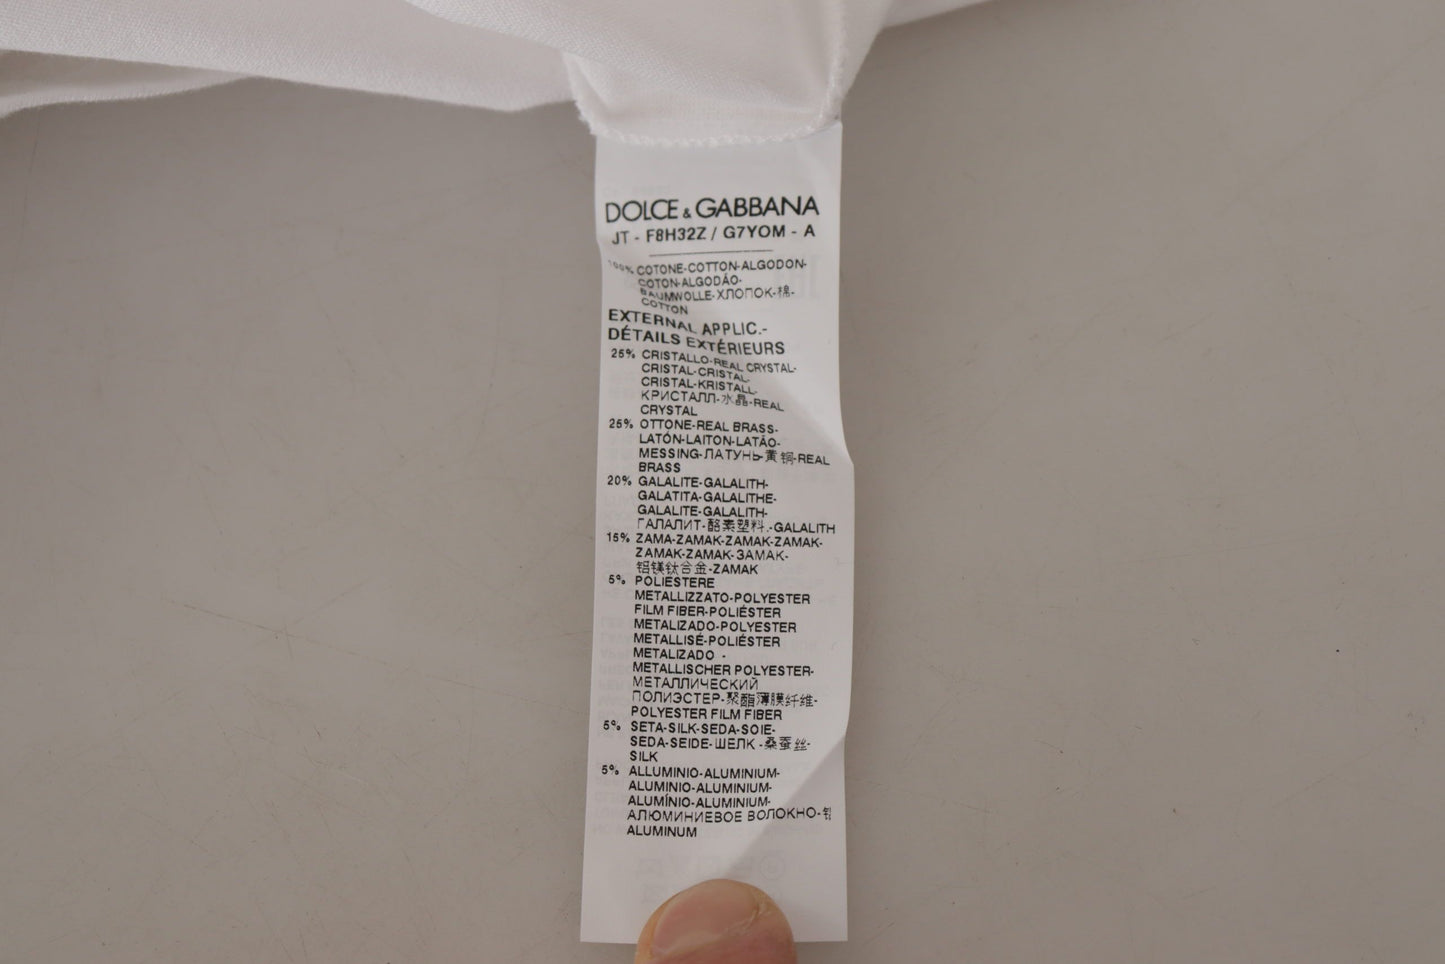 DOLCE & GABBANA
JT - F8H32Z / G7YOM - A
100% COTONE-COTTON-ALGODON-
COTON-ALGODÃO-
BAUMWOLLE-ХЛОПОК-棉-
COTTON
EXTERNAL APPLIC.-
DÉTAILS EXTÉRIEURS
25% CRISTALLO-REAL CRYSTAL-
CRISTAL-CRISTAL-
CRISTAL-KRISTALL-
КРИСТАЛЛ-水晶-REAL
CRYSTAL
25% OTTONE-REAL BRASS-
LATÓN-LAITON-LATÃO-
MESSING-ЛАТУНЬ-黄铜-REAL
BRASS
20% GALALITE-GALALITH-
GALATITA-GALALITHE-
GALALITE-GALALITH-
ГАЛАЛИТ-酪素塑料.-GALALITH
15% ZAMA-ZAMAK-ZAMAK-ZAMAK-
ZAMAK-ZAMAK-ЗАМАК-
铝镁钛合金-ZAMAK
5% POLIESTERE
METALLIZZATO-POLYESTER
FILM FIBER-POLIÉSTER
METALIZADO-POLYESTER
METALLISÉ-POLIÉSTER
METALIZADO -
METALLISCHER POLYESTER-
МЕТАЛЛИЧЕСКИЙ
ПОЛИЭСТЕР-聚酯薄膜纤维-
POLYESTER FILM FIBER
5% SETA-SILK-SEDA-SOIE-
SEDA-SEIDE-ШЕЛК -桑蚕丝-
SILK
5% ALLUMINIO-ALUMINIUM-
ALUMINIO-ALUMINIUM-
ALUMÍNIO-ALUMINIUM-
АЛЮМИНИЕВОЕ ВОЛОКНО-
ALUMINUM